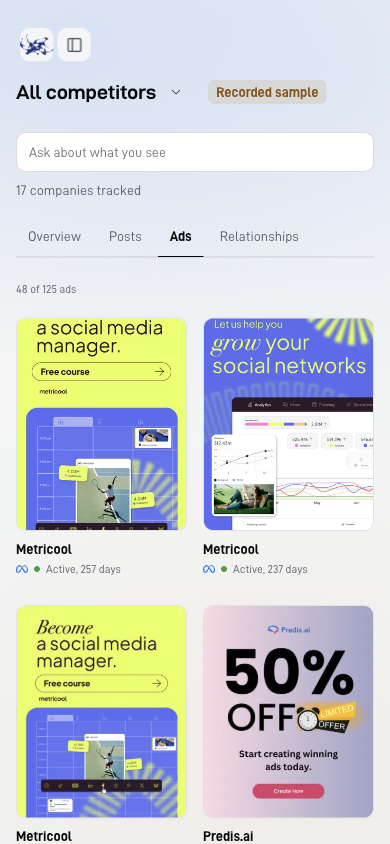 All competitors
Recorded sample
Ask about what you see
17 companies tracked
Overview Posts Ads Relationships
48 of 125 ads
a social media
manager.
Free course
metricool
Let us help you
grow your
social networks
Analytics
Metricool
Active, 257 days
Metricool
Active, 237 days
Become
a social media
manager.
Free course
metricool
Predis.ai
50%
OFF
LIMITED
OFFER
Start creating winning
ads today.
Create Now
Metricool
Predis.ai